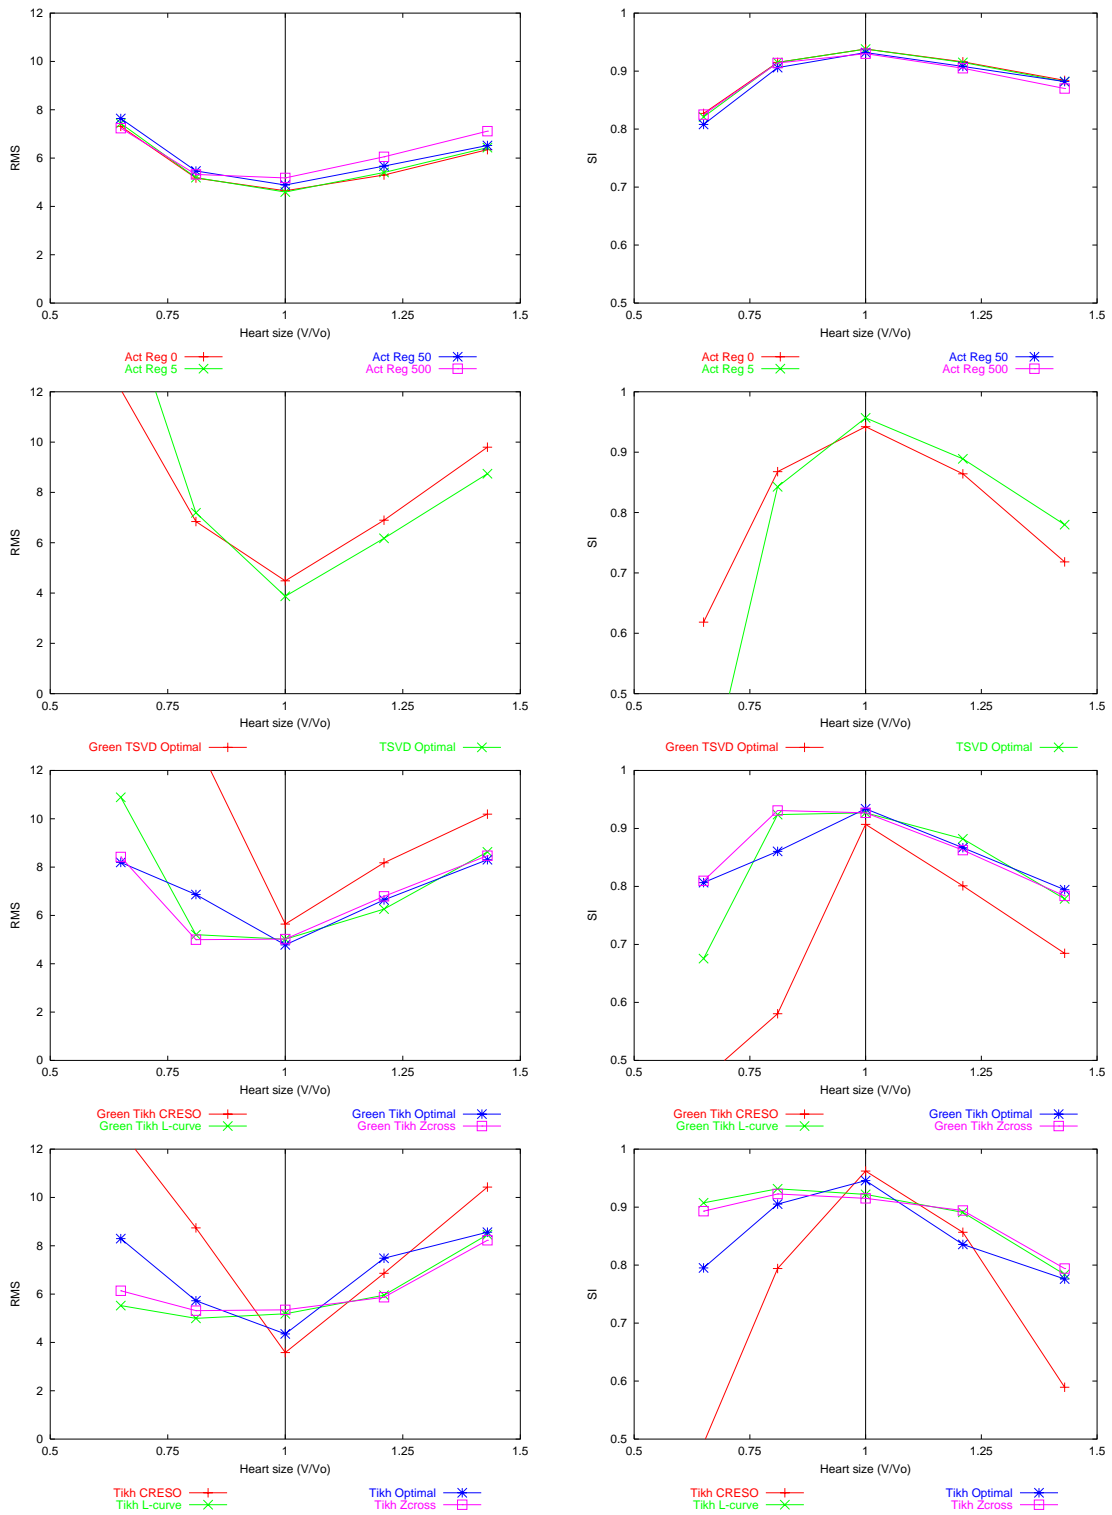 12
10
8
6
4
2
0
RMS
0.5 0.75 1 1.25 1.5
Heart size (V/Vo)
Act Reg 0 Act Reg 50
Act Reg 5 Act Reg 500
1
0.9
0.8
0.7
0.6
0.5
SI
0.5 0.75 1 1.25 1.5
Heart size (V/Vo)
Act Reg 0 Act Reg 50
Act Reg 5 Act Reg 500
12
10
8
6
4
2
0
RMS
0.5 0.75 1 1.25 1.5
Heart size (V/Vo)
Green TSVD Optimal TSVD Optimal
1
0.9
0.8
0.7
0.6
0.5
SI
0.5 0.75 1 1.25 1.5
Heart size (V/Vo)
Green TSVD Optimal TSVD Optimal
12
10
8
6
4
2
0
RMS
0.5 0.75 1 1.25 1.5
Heart size (V/Vo)
Green Tikh CRESO Green Tikh Optimal
Green Tikh L-curve Green Tikh Zcross
1
0.9
0.8
0.7
0.6
0.5
SI
0.5 0.75 1 1.25 1.5
Heart size (V/Vo)
Green Tikh CRESO Green Tikh Optimal
Green Tikh L-curve Green Tikh Zcross
12
10
8
6
4
2
0
RMS
0.5 0.75 1 1.25 1.5
Heart size (V/Vo)
Tikh CRESO Tikh Optimal
Tikh L-curve Tikh Zcross
1
0.9
0.8
0.7
0.6
0.5
SI
0.5 0.75 1 1.25 1.5
Heart size (V/Vo)
Tikh CRESO Tikh Optimal
Tikh L-curve Tikh Zcross